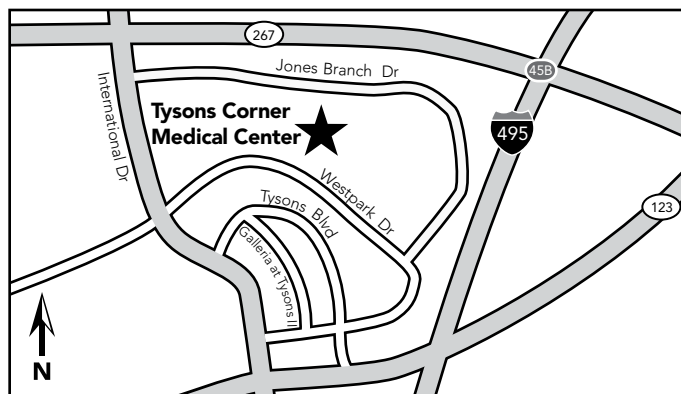 267
Jones Branch Dr
45B
International Dr
Tysons Corner
Medical Center
495
Westpark Dr
Tysons Blvd
123
Galleria at Tysons II
N